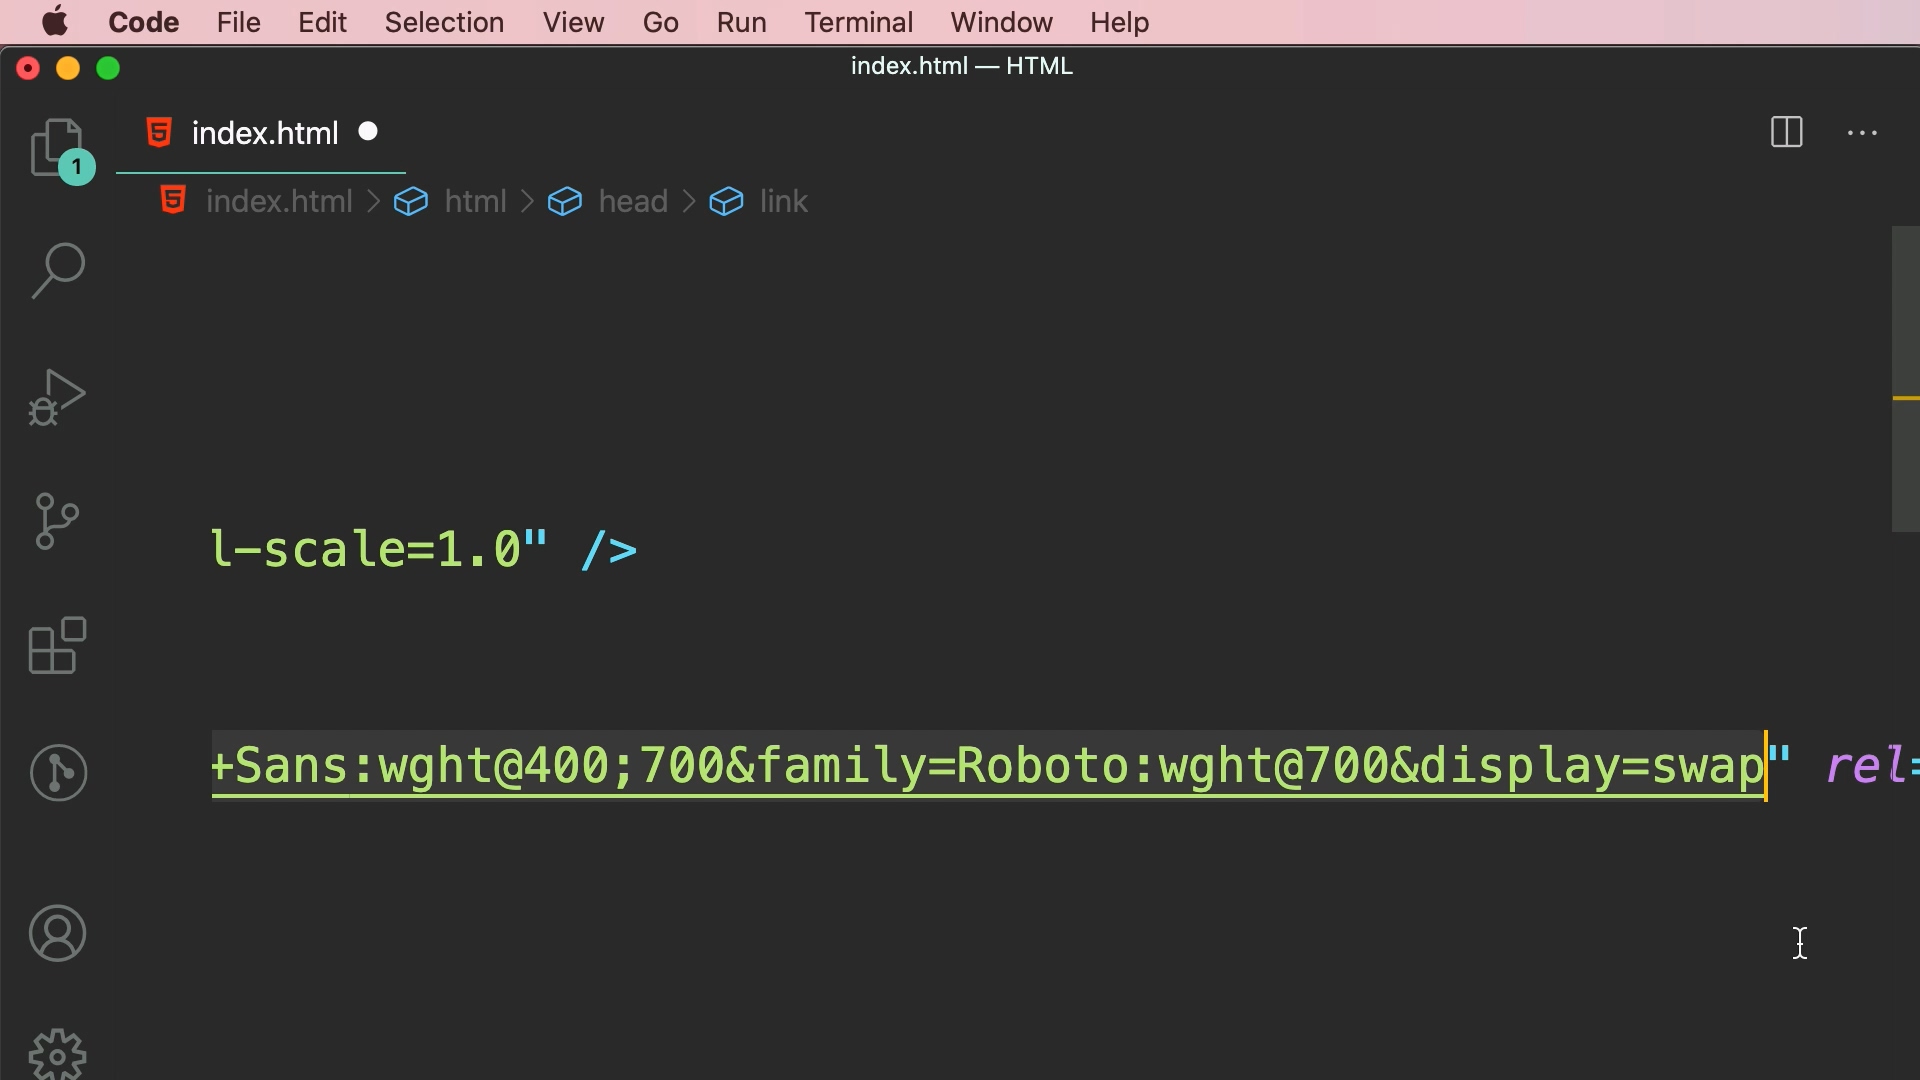 Code File Edit Selection View Go Run Terminal Window Help
index.html — HTML
index.html
1
index.html > html > head > link
l-scale=1.0" />
+Sans:wght@400;700&family=Roboto:wght@700&display=swap" rel=